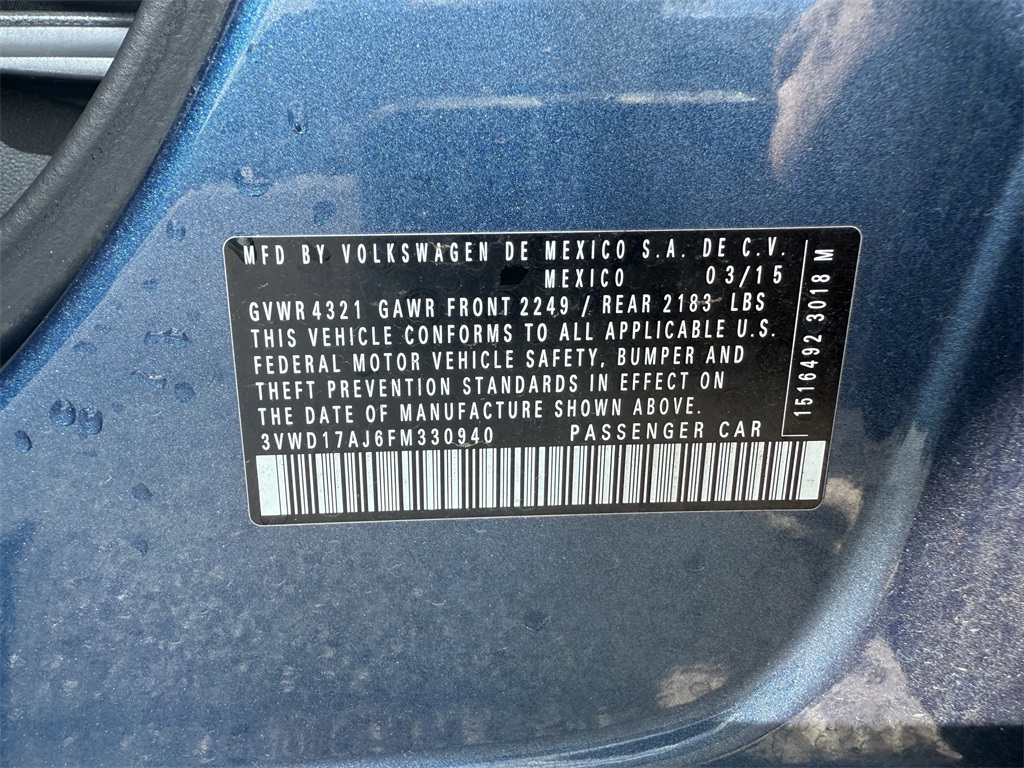 MFD BY VOLKSWAGEN DE MEXICO S.A. DE C.V.
MEXICO 03/15
GVWR 4321 GAWR FRONT 2249 / REAR 2183 LBS
THIS VEHICLE CONFORMS TO ALL APPLICABLE U.S.
FEDERAL MOTOR VEHICLE SAFETY, BUMPER AND
THEFT PREVENTION STANDARDS IN EFFECT ON
THE DATE OF MANUFACTURE SHOWN ABOVE.
3VWD17AJ6FM330940 PASSENGER CAR
1516492 3018 M